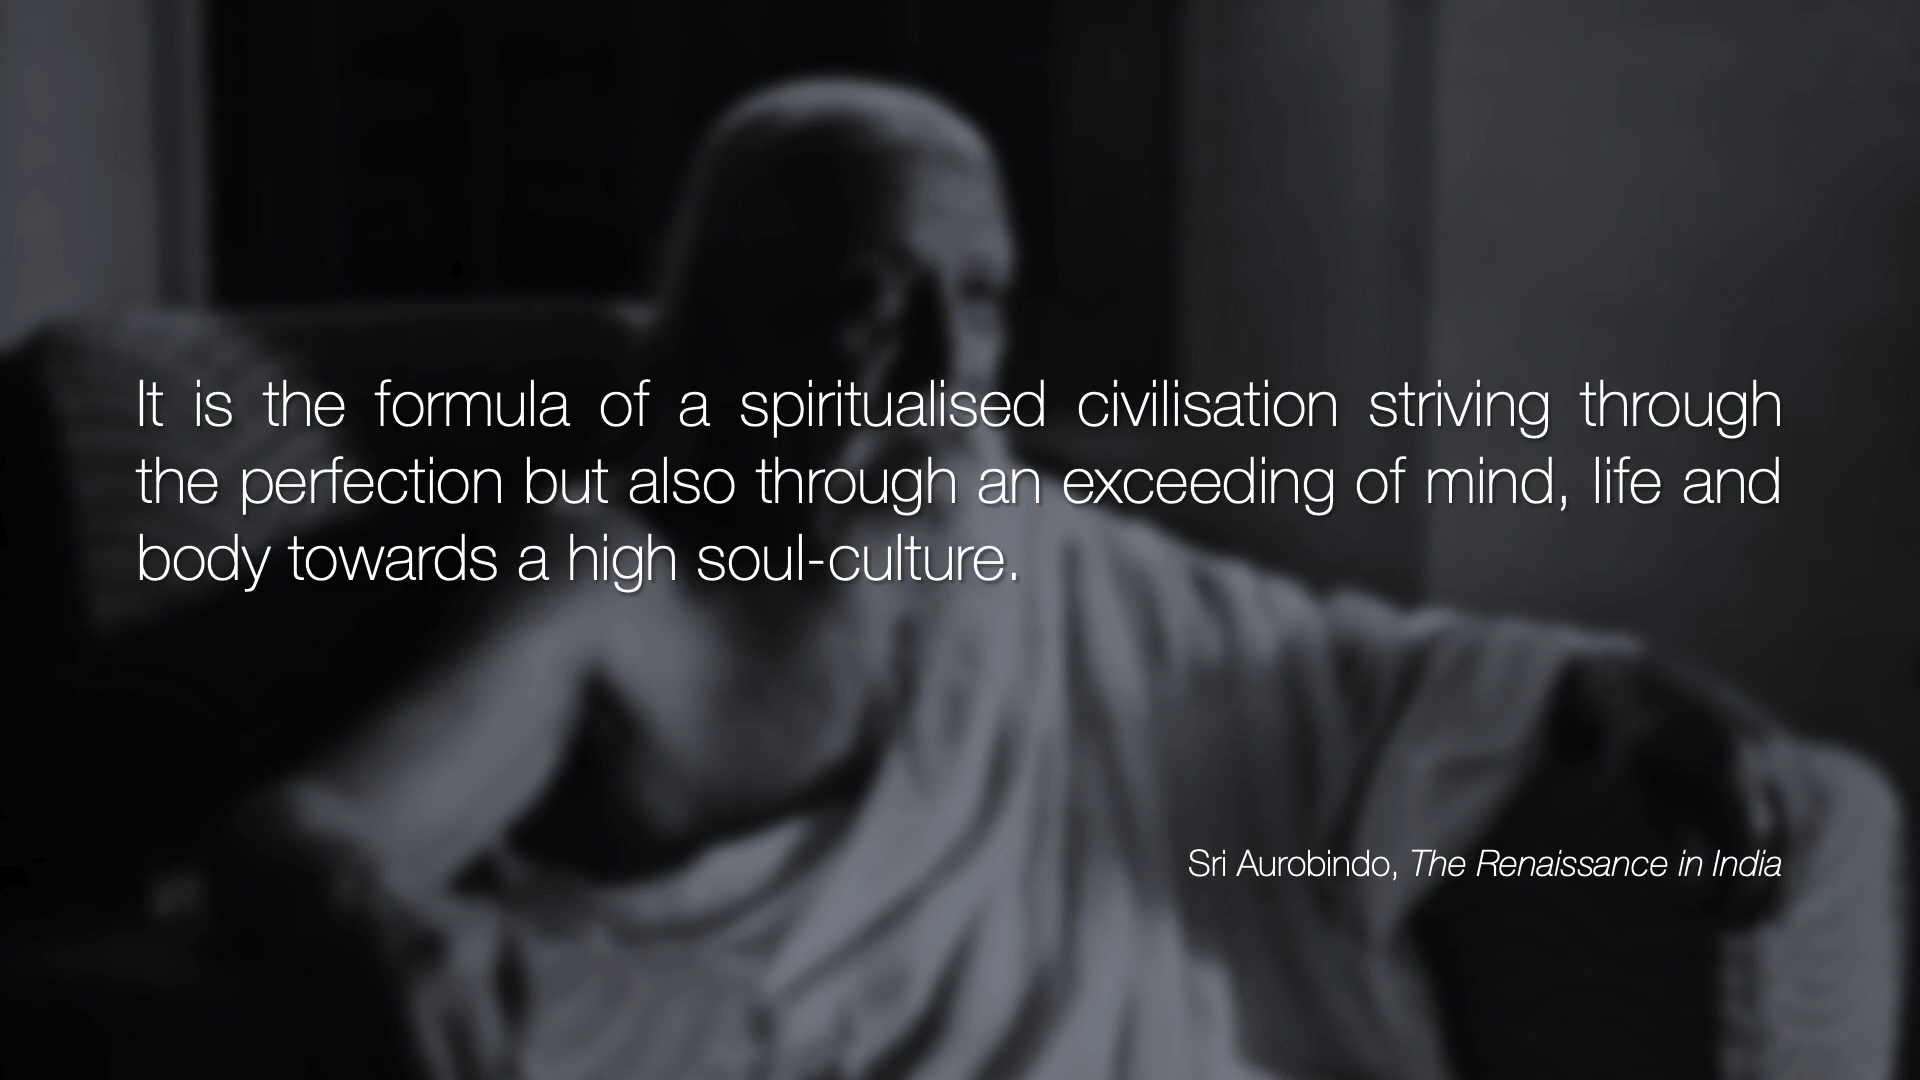 It is the formula of a spiritualised civilisation striving through
the perfection but also through an exceeding of mind, life and
body towards a high soul-culture.
Sri Aurobindo, The Renaissance in India